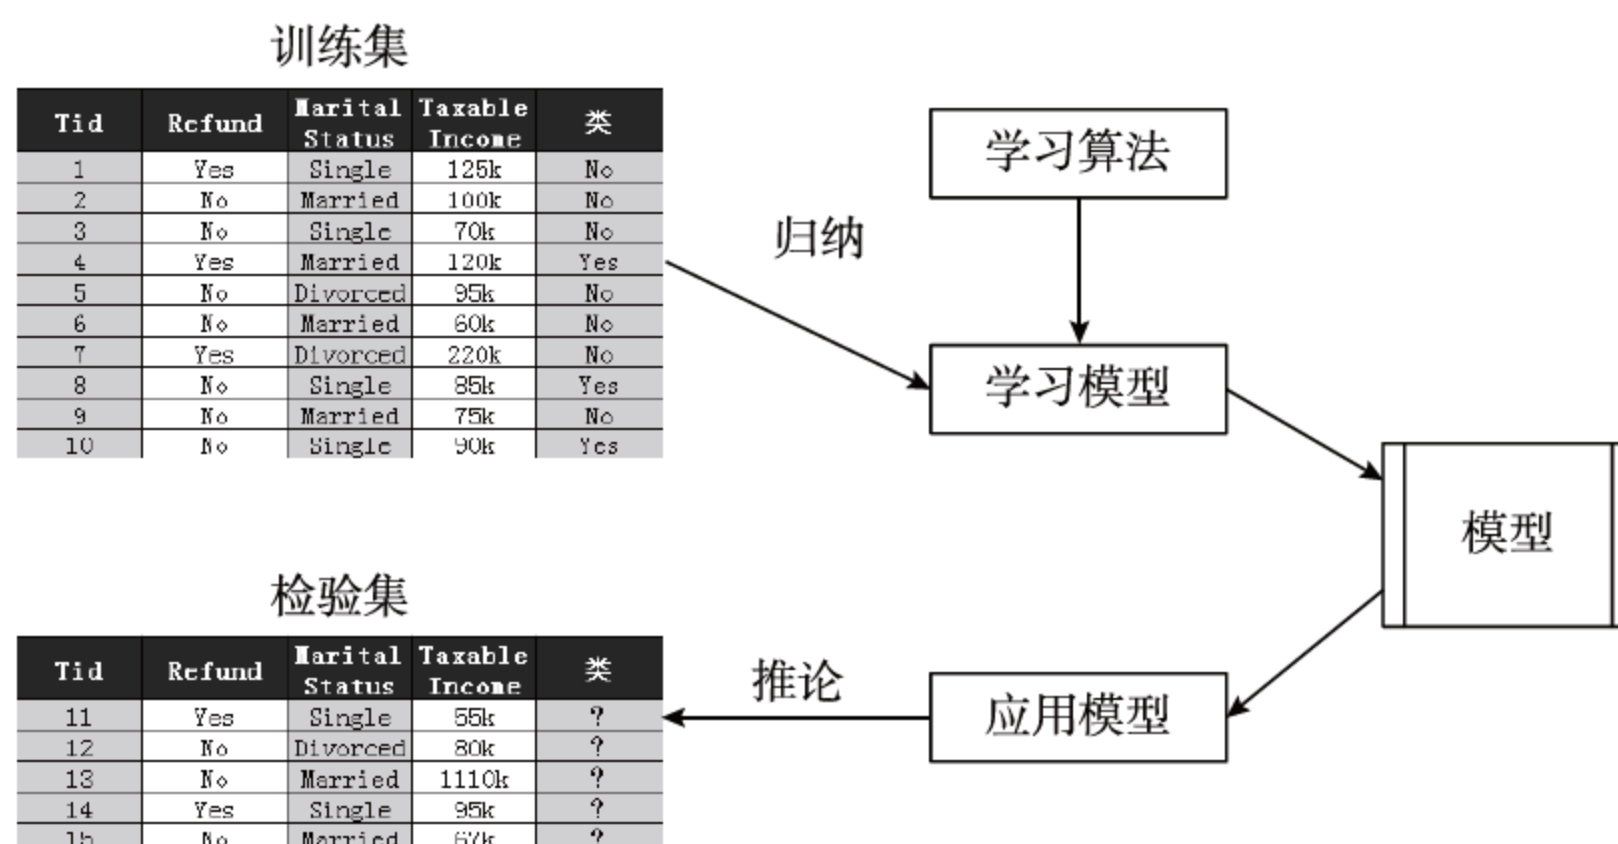 训练集
Tid Refund Marital Status Taxable Income 类
1 Yes Single 125k No
2 No Married 100k No
3 No Single 70k No
4 Yes Married 120k Yes
5 No Divorced 95k No
6 No Married 60k No
7 Yes Divorced 220k No
8 No Single 85k Yes
9 No Married 75k No
10 No Single 90k Yes
学习算法
归纳
学习模型
模型
应用模型
推论
检验集
Tid Refund Marital Status Taxable Income 类
11 Yes Single 55k ?
12 No Divorced 80k ?
13 No Married 1110k ?
14 Yes Single 95k ?
15 No Married 67k ?